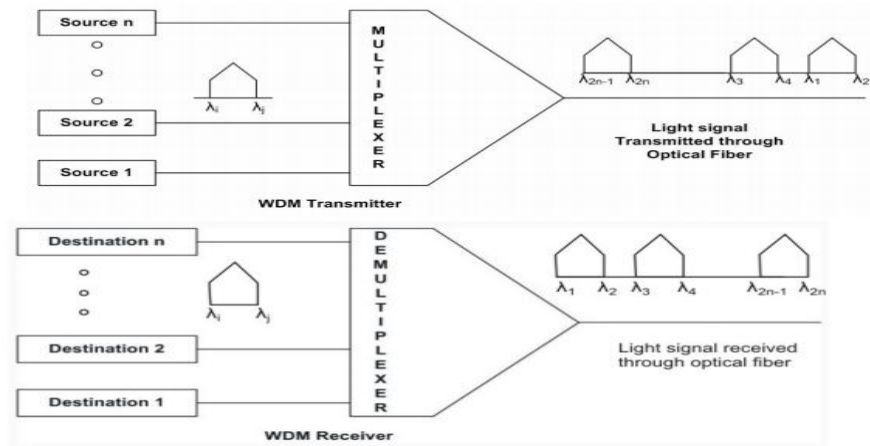 Source n
Source 2
Source 1
MULTIPLEXER
λi λj
WDM Transmitter
λ2n-1 λ2n λ3 λ4 λ1 λ2
Light signal
Transmitted through
Optical Fiber
Destination n
Destination 2
Destination 1
DEMULTIPLEXER
λi λj
WDM Receiver
λ1 λ2 λ3 λ4 λ2n-1 λ2n
Light signal received
through optical fiber